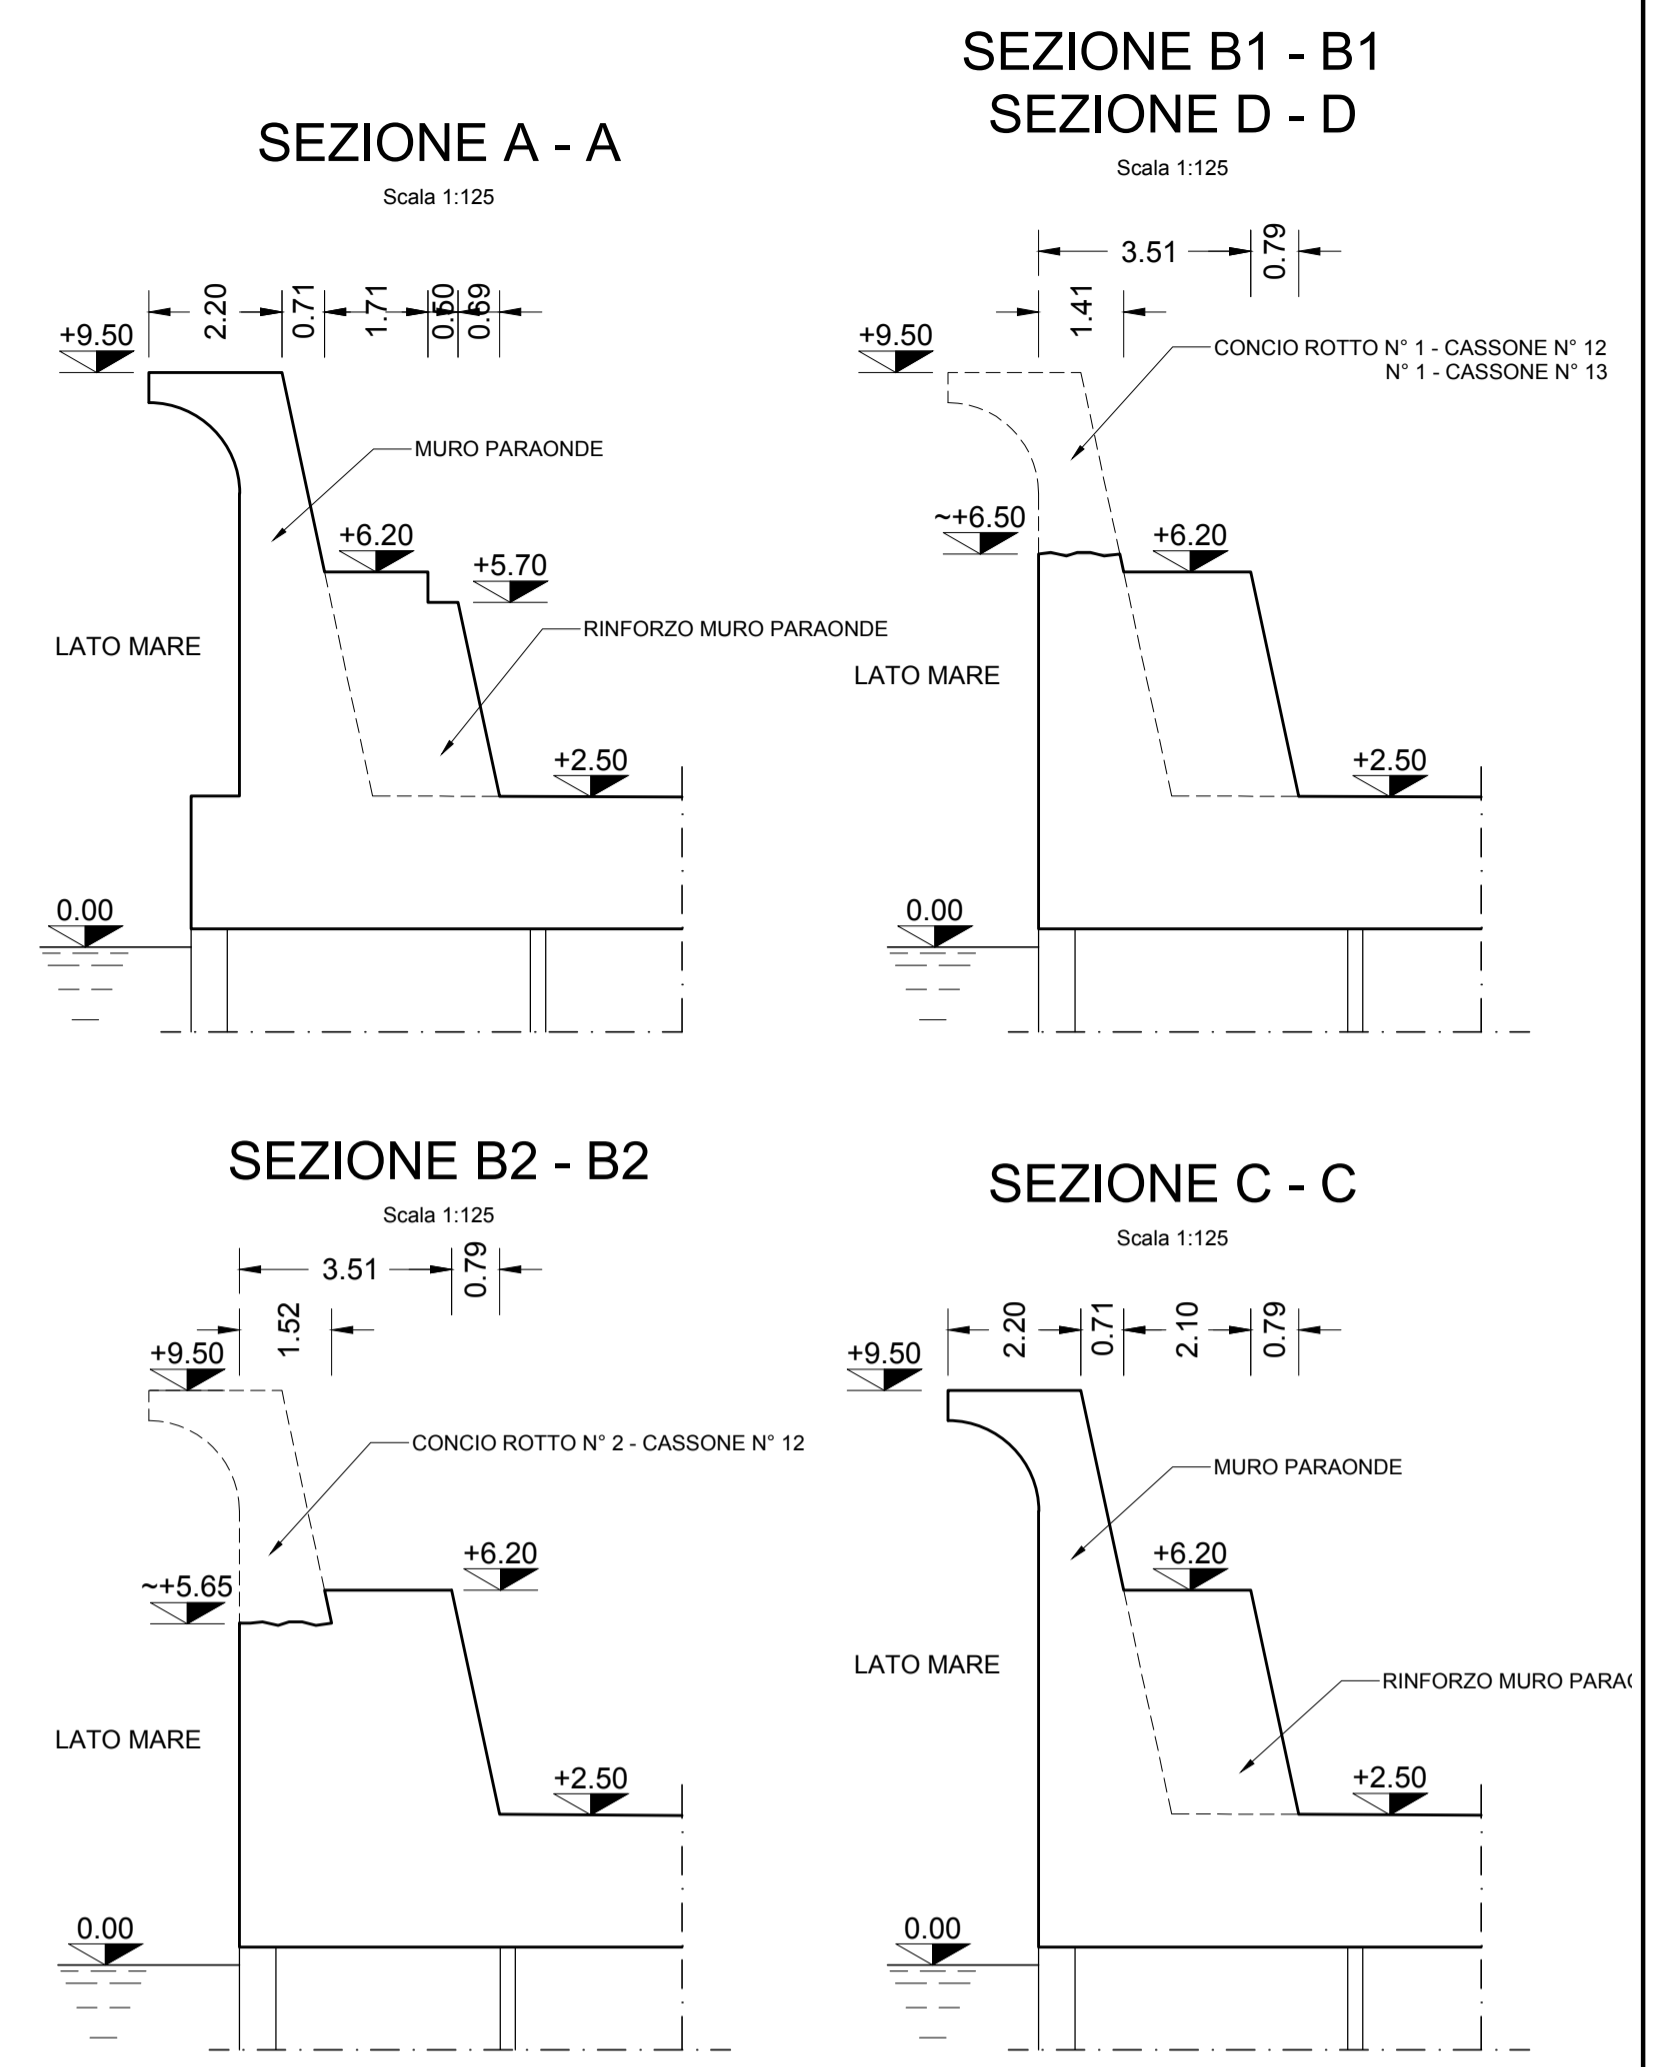 SEZIONE A - A
Scala 1:125
2.20
0.71
1.71
0.50
0.69
+9.50
MURO PARAONDE
+6.20
+5.70
RINFORZO MURO PARAONDE
LATO MARE
+2.50
0.00
SEZIONE B1 - B1
SEZIONE D - D
Scala 1:125
3.51
0.79
1.41
+9.50
CONCIO ROTTO N° 1 - CASSONE N° 12
N° 1 - CASSONE N° 13
~+6.50
+6.20
LATO MARE
+2.50
0.00
SEZIONE B2 - B2
Scala 1:125
3.51
0.79
1.52
+9.50
CONCIO ROTTO N° 2 - CASSONE N° 12
+6.20
~+5.65
LATO MARE
+2.50
0.00
SEZIONE C - C
Scala 1:125
2.20
0.71
2.10
0.79
+9.50
MURO PARAONDE
+6.20
LATO MARE
RINFORZO MURO
+2.50
0.00